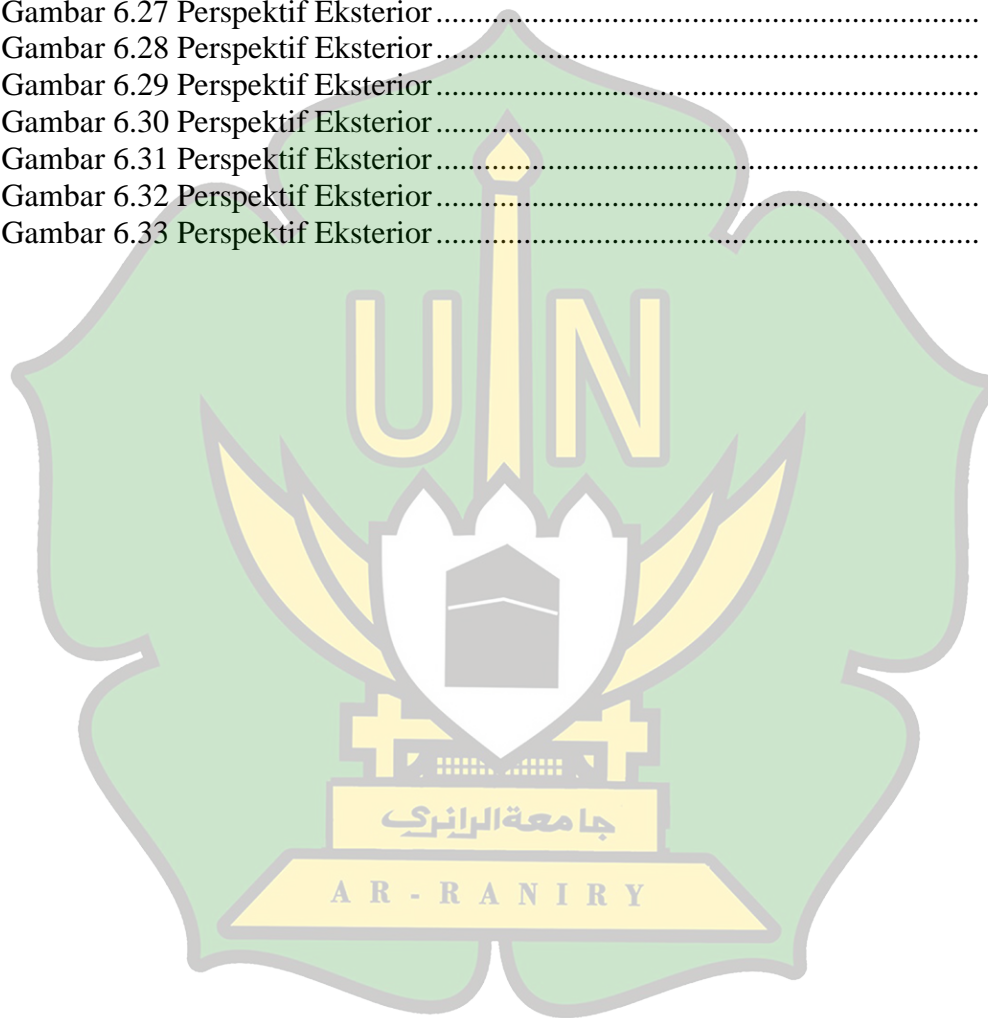 Gambar 6.27 Perspektif Eksterior ........................................................................................
Gambar 6.28 Perspektif Eksterior ........................................................................................
Gambar 6.29 Perspektif Eksterior ........................................................................................
Gambar 6.30 Perspektif Eksterior ........................................................................................
Gambar 6.31 Perspektif Eksterior ........................................................................................
Gambar 6.32 Perspektif Eksterior ........................................................................................
Gambar 6.33 Perspektif Eksterior ........................................................................................
UIN
جامعة الرانري
AR-RANIRY